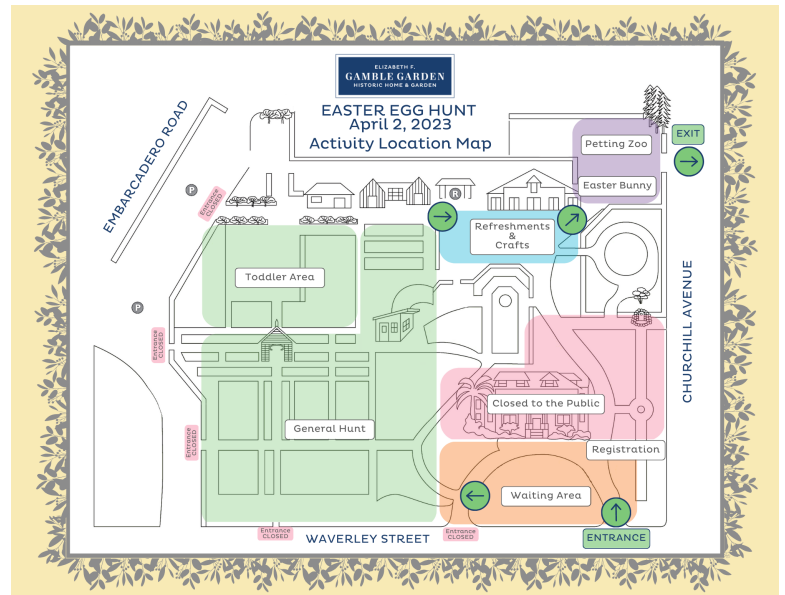 ELIZABETH F.
GAMBLE GARDEN
HISTORIC HOME & GARDEN
EASTER EGG HUNT
April 2, 2023
Activity Location Map
EMBARCADERO ROAD
P
Entrance
CLOSED
R
Petting Zoo
EXIT
Easter Bunny
Refreshments
&
Crafts
Toddler Area
P
Entrance
CLOSED
CHURCHILL AVENUE
Closed to the Public
General Hunt
Entrance
CLOSED
Registration
Waiting Area
Entrance
CLOSED
WAVERLEY STREET
Entrance
CLOSED
ENTRANCE